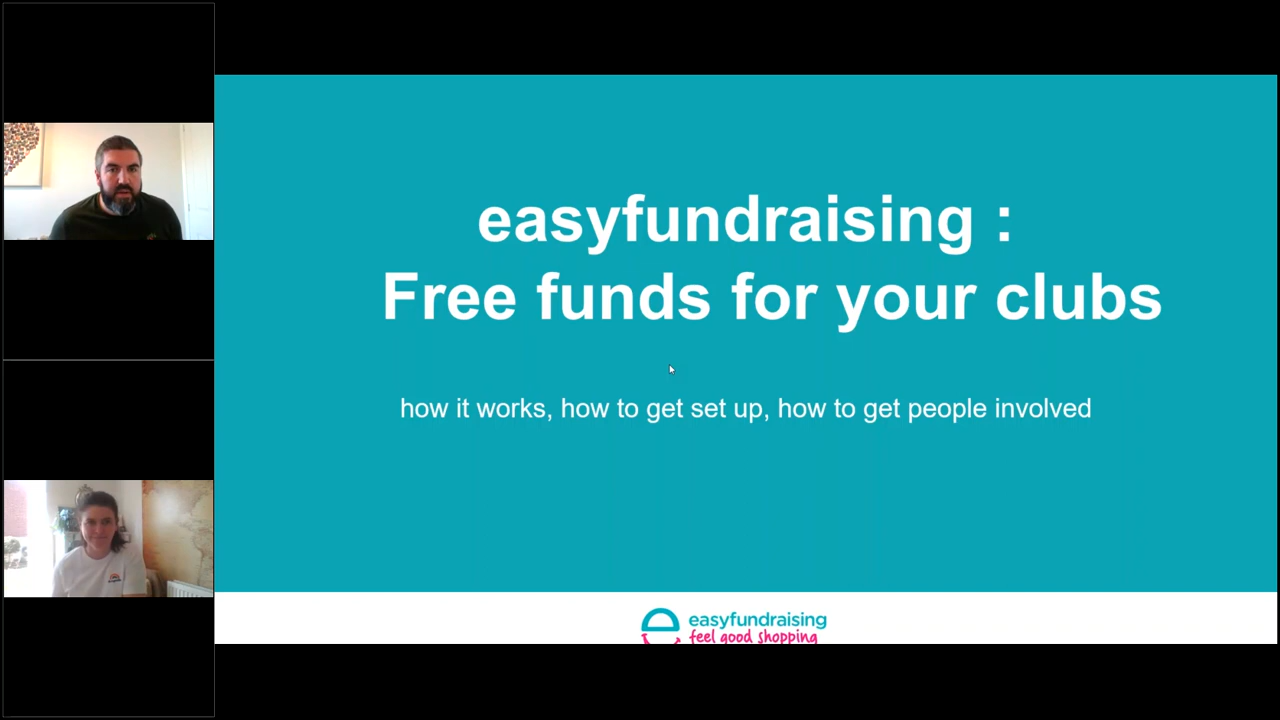 easyfundraising :
Free funds for your clubs
how it works, how to get set up, how to get people involved
easyfundraising
feel good shopping